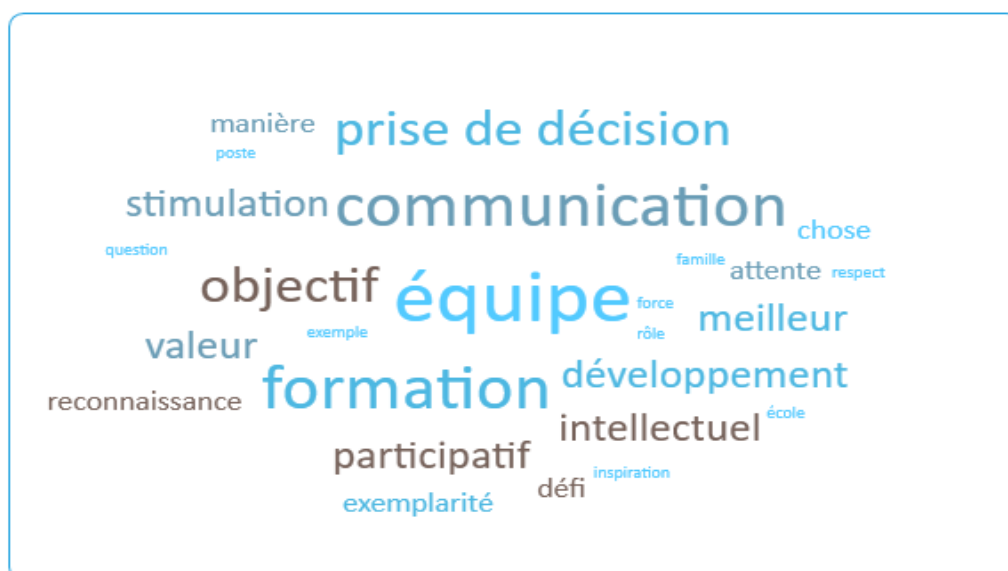 manière prise de décision
poste
stimulation communication
chose
question
famille attente respect
objectif équipe force
meilleur
exemple rôle
valeur
développement
formation
reconnaissance
école
intellectuel
participatif
inspiration
défi
exemplarité